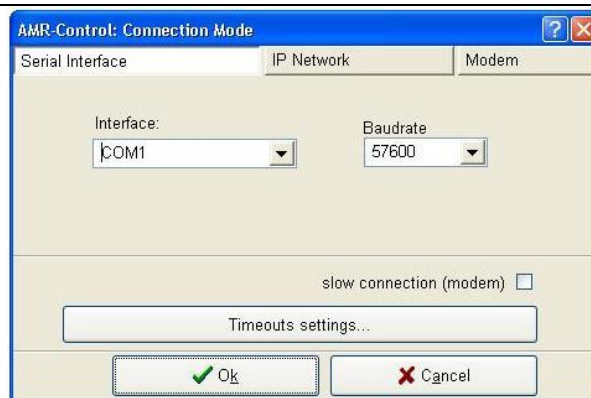 AMR-Control: Connection Mode
Serial Interface IP Network Modem
Interface: Baudrate
COM1 57600
slow connection (modem)
Timeouts settings...
Ok Cancel